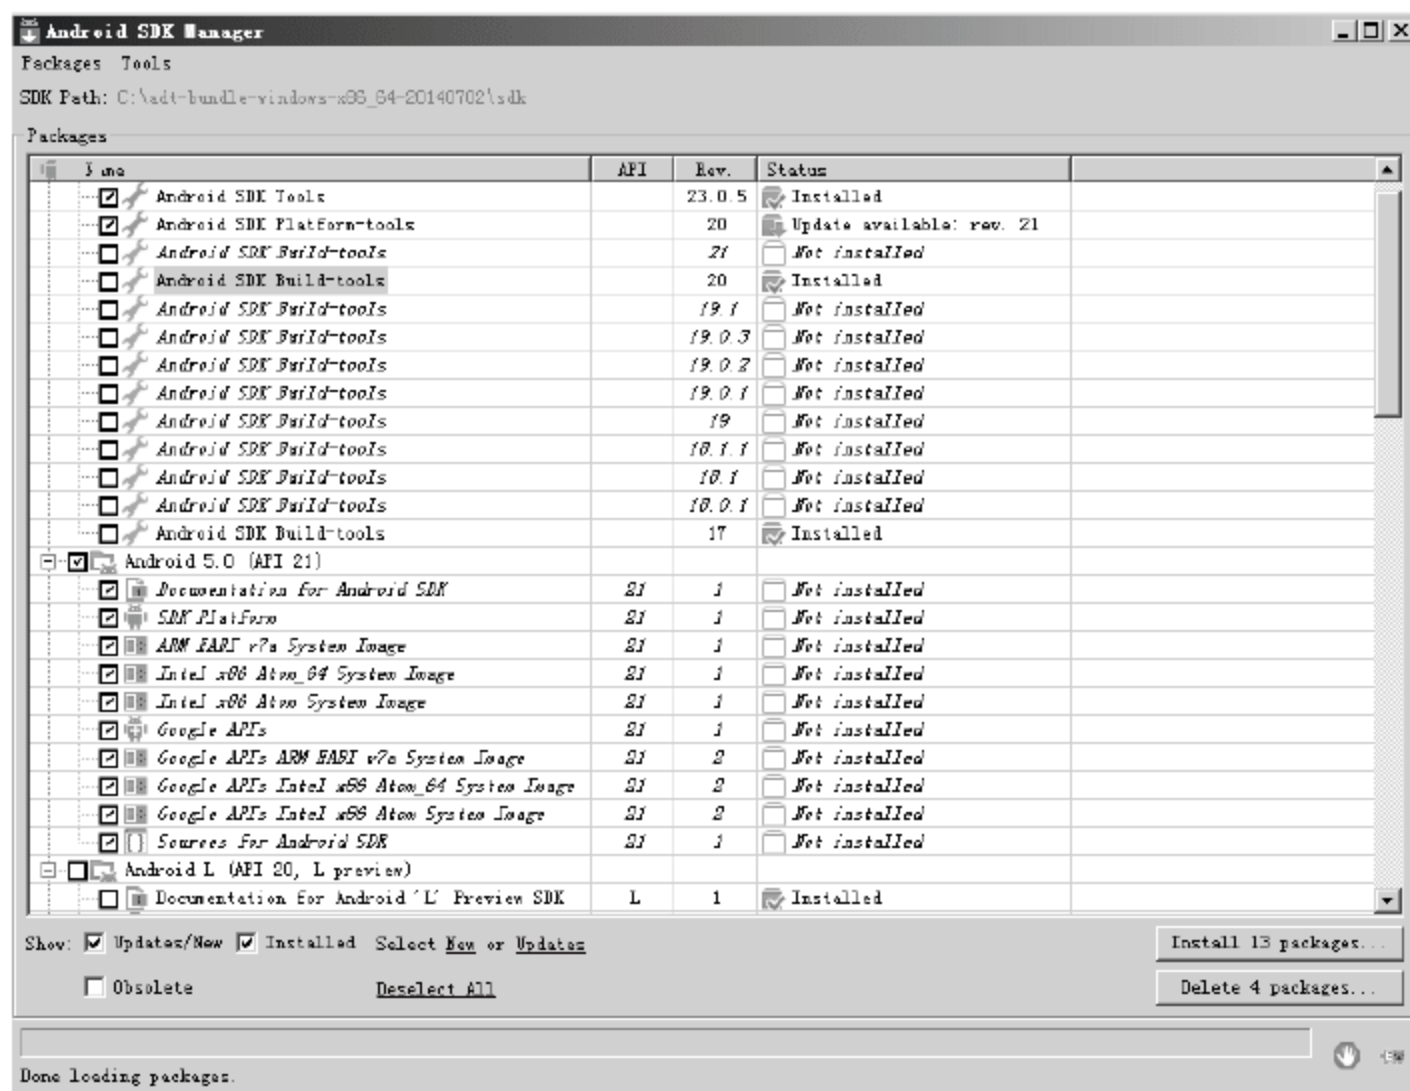 Android SDK Manager
Packages Tools
SDK Path: C:\adt-bundle-windows-x86_64-20140702\sdk
Packages
Name API Rev. Status
Android SDK Tools 23.0.5 Installed
Android SDK Platform-tools 20 Update available: rev. 21
Android SDK Build-tools 21 Not installed
Android SDK Build-tools 20 Installed
Android SDK Build-tools 19.1 Not installed
Android SDK Build-tools 19.0.3 Not installed
Android SDK Build-tools 19.0.2 Not installed
Android SDK Build-tools 19.0.1 Not installed
Android SDK Build-tools 19 Not installed
Android SDK Build-tools 18.1.1 Not installed
Android SDK Build-tools 18.1 Not installed
Android SDK Build-tools 18.0.1 Not installed
Android SDK Build-tools 17 Installed
Android 5.0 (API 21)
Documentation for Android SDK 21 1 Not installed
SDK Platform 21 1 Not installed
ARM EABI v7a System Image 21 1 Not installed
Intel x86 Atom_64 System Image 21 1 Not installed
Intel x86 Atom System Image 21 1 Not installed
Google APIs 21 1 Not installed
Google APIs ARM EABI v7a System Image 21 2 Not installed
Google APIs Intel x86 Atom_64 System Image 21 2 Not installed
Google APIs Intel x86 Atom System Image 21 2 Not installed
Sources for Android SDK 21 1 Not installed
Android L (API 20, L preview)
Documentation for Android 'L' Preview SDK L 1 Installed
Show: Updates/New Installed Select New or Updates
Install 13 packages...
Obsolete Deselect All
Delete 4 packages...
Done loading packages.